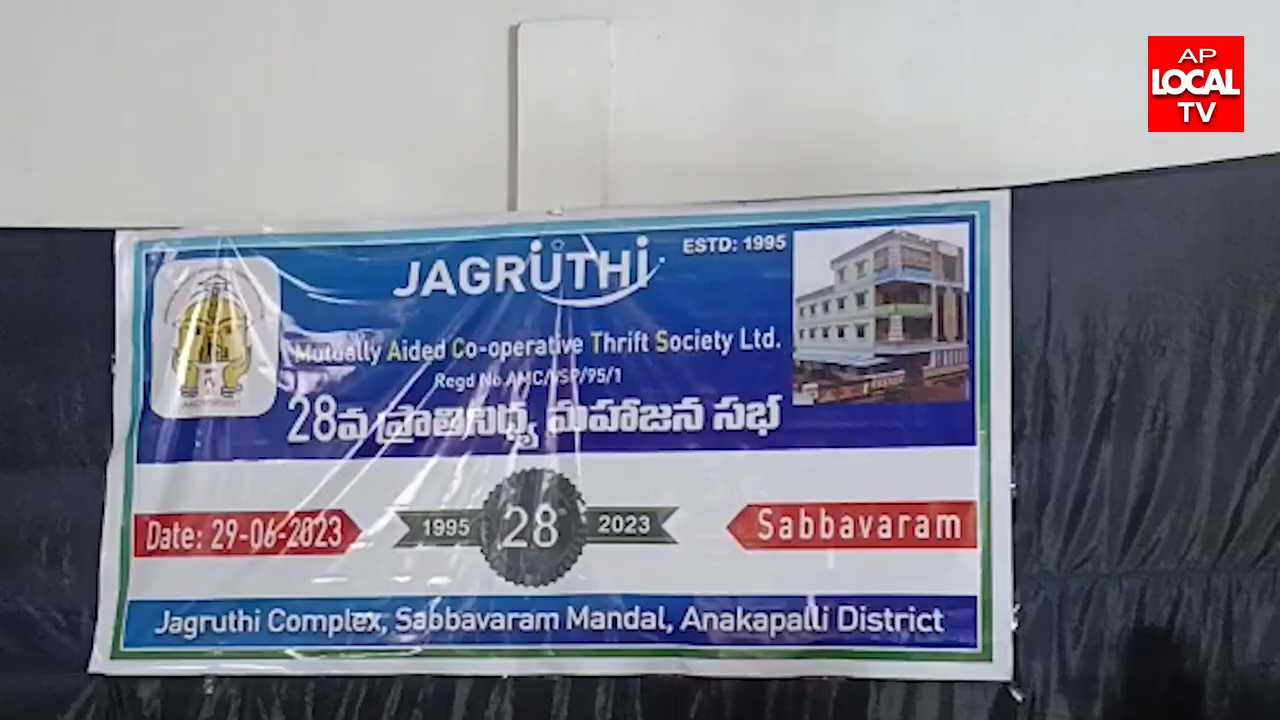 AP
LOCAL
TV
JAGRUTHI
ESTD: 1995
Mutually Aided Co-operative Thrift Society Ltd.
Regd No.AMC/VSP/95/1
28వ ప్రాతినిధ్య మహాజన సభ
Date: 29-06-2023
1995 28 2023
Sabbavaram
Jagruthi Complex, Sabbavaram Mandal, Anakapalli District